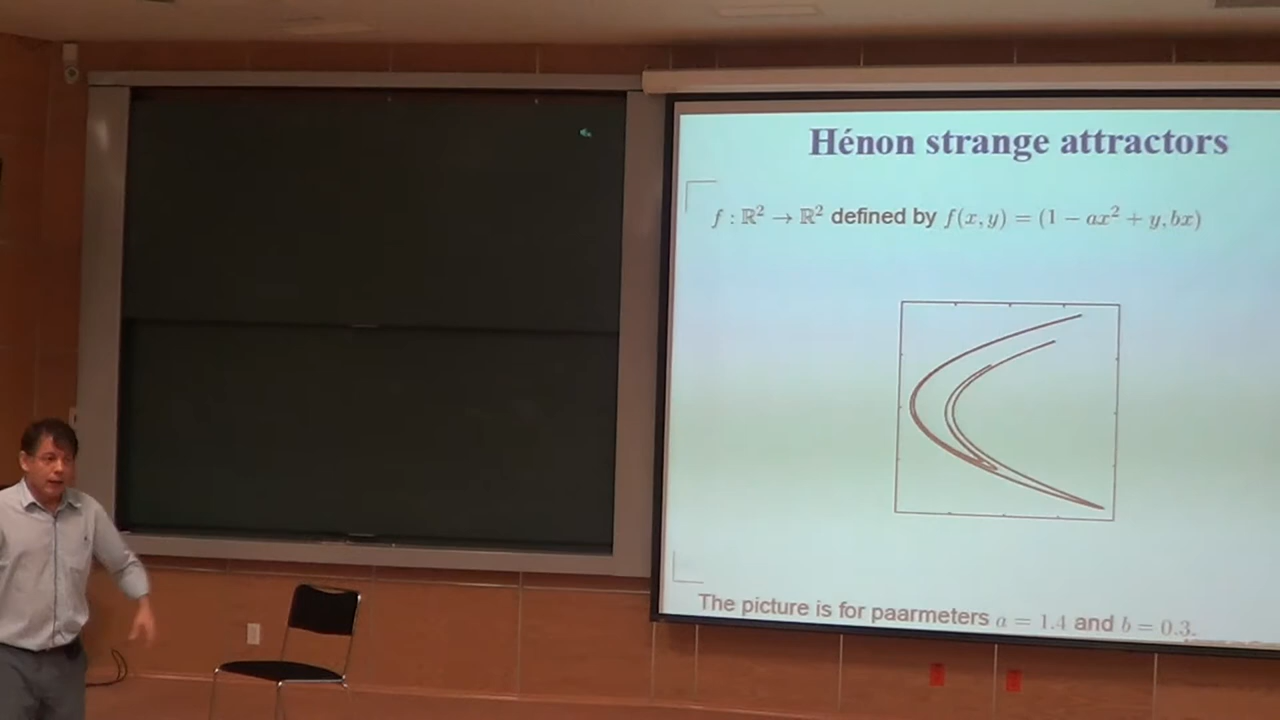 Hénon strange attractors
f : ℝ² → ℝ² defined by f(x, y) = (1 − ax² + y, bx)
The picture is for paarmeters a = 1.4 and b = 0.3.